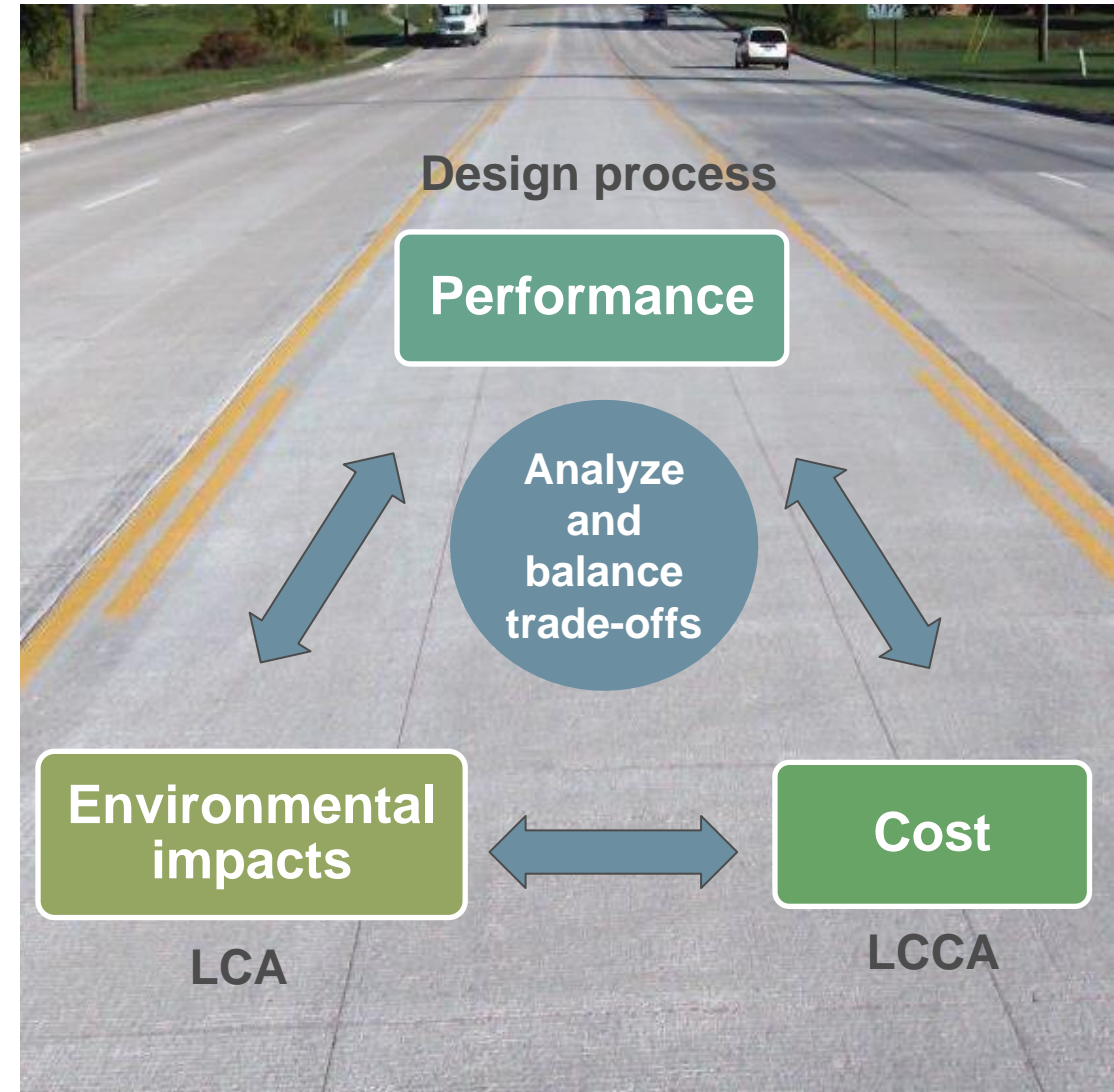 Design process
Performance
Analyze
and
balance
trade-offs
Environmental
impacts
Cost
LCA
LCCA